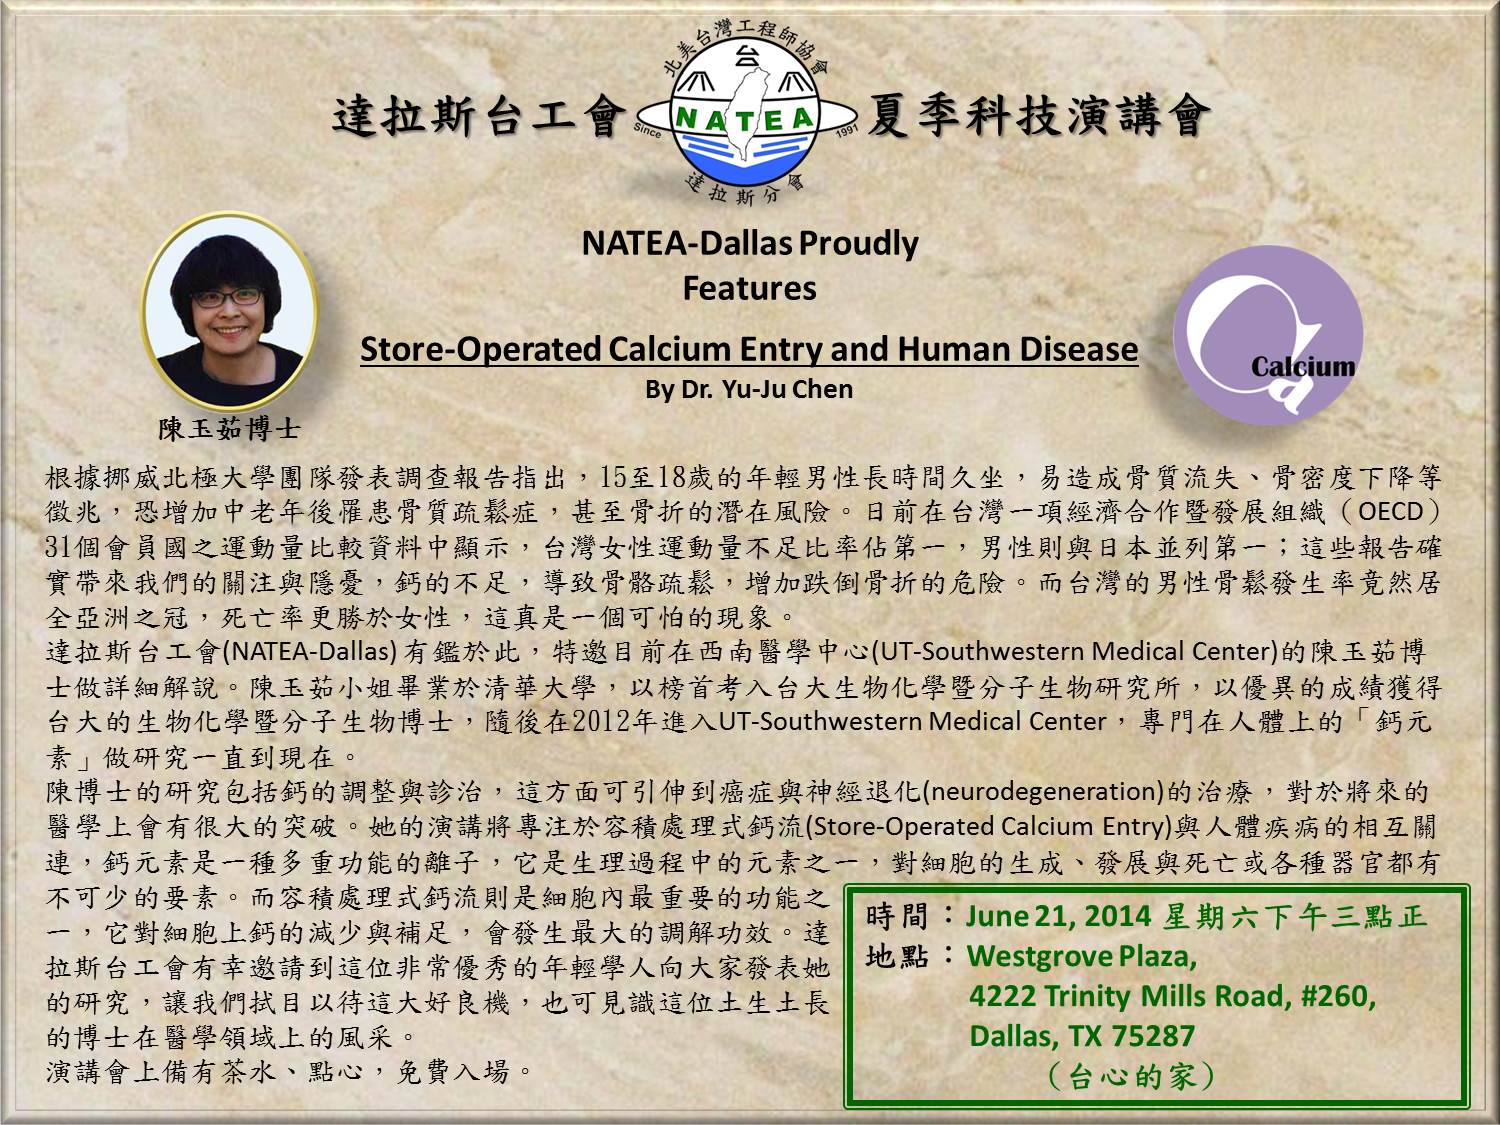 北美台灣工程師協會
台
達拉斯台工會
NATEA
夏季科技演講會
Since 1991
達拉斯分會
NATEA-Dallas Proudly
Features
Store-Operated Calcium Entry and Human Disease
By Dr. Yu-Ju Chen
Ca
Calcium
陳玉茹博士
根據挪威北極大學團隊發表調查報告指出，15至18歲的年輕男性長時間久坐，易造成骨質流失、骨密度下降等
徵兆，恐增加中老年後罹患骨質疏鬆症，甚至骨折的潛在風險。日前在台灣一項經濟合作暨發展組織（OECD）
31個會員國之運動量比較資料中顯示，台灣女性運動量不足比率佔第一，男性則與日本並列第一；這些報告確
實帶來我們的關注與隱憂，鈣的不足，導致骨骼疏鬆，增加跌倒骨折的危險。而台灣的男性骨鬆發生率竟然居
全亞洲之冠，死亡率更勝於女性，這真是一個可怕的現象。
達拉斯台工會(NATEA-Dallas)有鑑於此，特邀目前在西南醫學中心(UT-Southwestern Medical Center)的陳玉茹博
士做詳細解說。陳玉茹小姐畢業於清華大學，以榜首考入台大生物化學暨分子生物研究所，以優異的成績獲得
台大的生物化學暨分子生物博士，隨後在2012年進入UT-Southwestern Medical Center，專門在人體上的「鈣元
素」做研究一直到現在。
陳博士的研究包括鈣的調整與診治，這方面可引伸到癌症與神經退化(neurodegeneration)的治療，對於將來的
醫學上會有很大的突破。她的演講將專注於容積處理式鈣流(Store-Operated Calcium Entry)與人體疾病的相互關
連，鈣元素是一種多重功能的離子，它是生理過程中的元素之一，對細胞的生成、發展與死亡或各種器官都有
不可少的要素。而容積處理式鈣流則是細胞內最重要的功能之
一，它對細胞上鈣的減少與補足，會發生最大的調解功效。達
拉斯台工會有幸邀請到這位非常優秀的年輕學人向大家發表她
的研究，讓我們拭目以待這大好良機，也可見識這位土生土長
的博士在醫學領域上的風采。
演講會上備有茶水、點心，免費入場。
時間：June 21, 2014 星期六下午三點正
地點：Westgrove Plaza,
4222 Trinity Mills Road, #260,
Dallas, TX 75287
（台心的家）